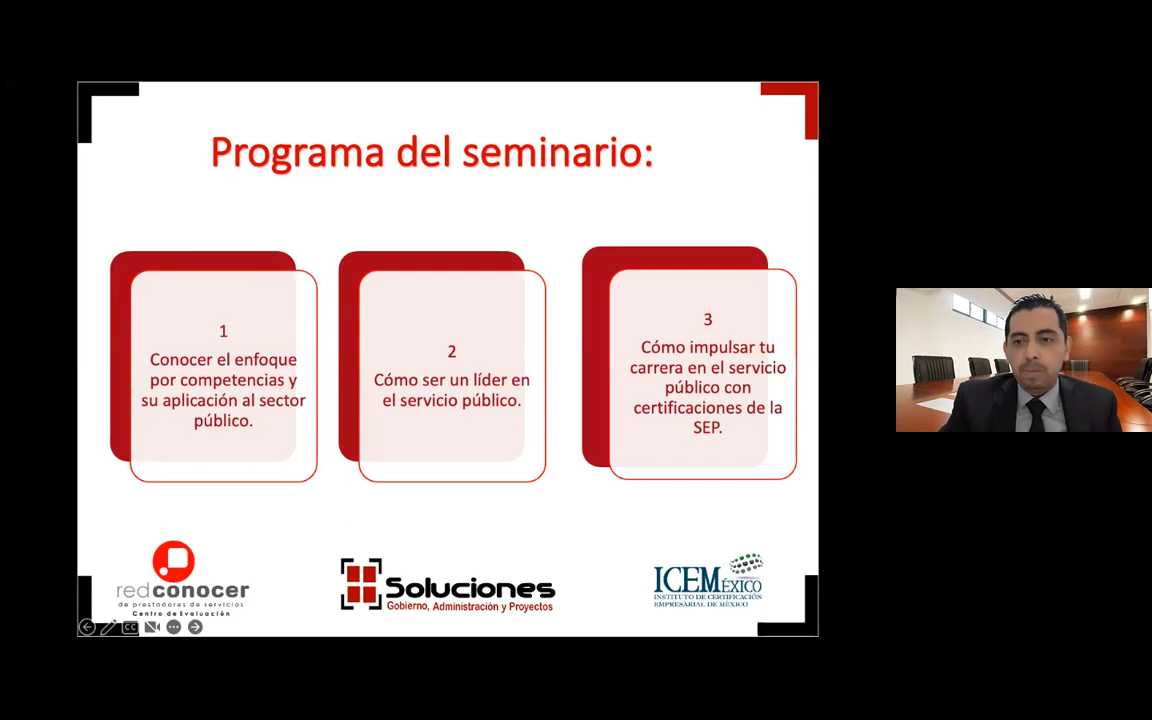 Programa del seminario:
1
Conocer el enfoque
por competencias y
su aplicación al sector
público.
2
Cómo ser un líder en
el servicio público.
3
Cómo impulsar tu
carrera en el servicio
público con
certificaciones de la
SEP.
redconocer
de prestadores de servicios
Centro de Evaluación
Soluciones
Gobierno, Administración y Proyectos
ICEMÉXICO
INSTITUTO DE CERTIFICACIÓN
EMPRESARIAL DE MÉXICO
CC